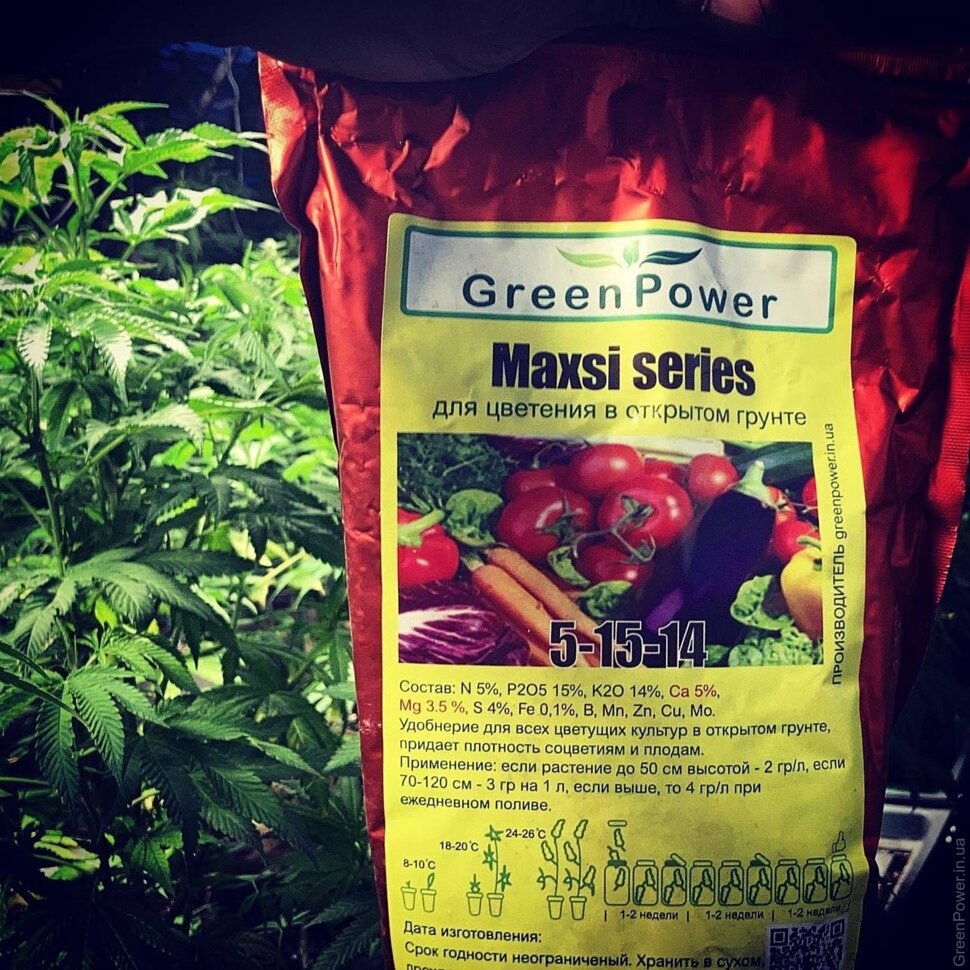 GreenPower
Maxsi series
для цветения в открытом грунте
ПРОИЗВОДИТЕЛЬ greenpower.in.ua
5-15-14
Состав: N 5%, P2O5 15%, K2O 14%, Ca 5%,
Mg 3.5 %, S 4%, Fe 0,1%, B, Mn, Zn, Cu, Mo.
Удобнерие для всех цветущих культур в открытом грунте,
придает плотность соцветиям и плодам.
Применение: если растение до 50 см высотой - 2 гр/л, если
70-120 см - 3 гр на 1 л, если выше, то 4 гр/л при
ежедневном поливе.
8-10°C
18-20°C
24-26°C
1-2 недели
1-2 недели
1-2 недели
Дата изготовления:
Срок годности неограниченый. Хранить в сухом,
GreenPower.in.ua